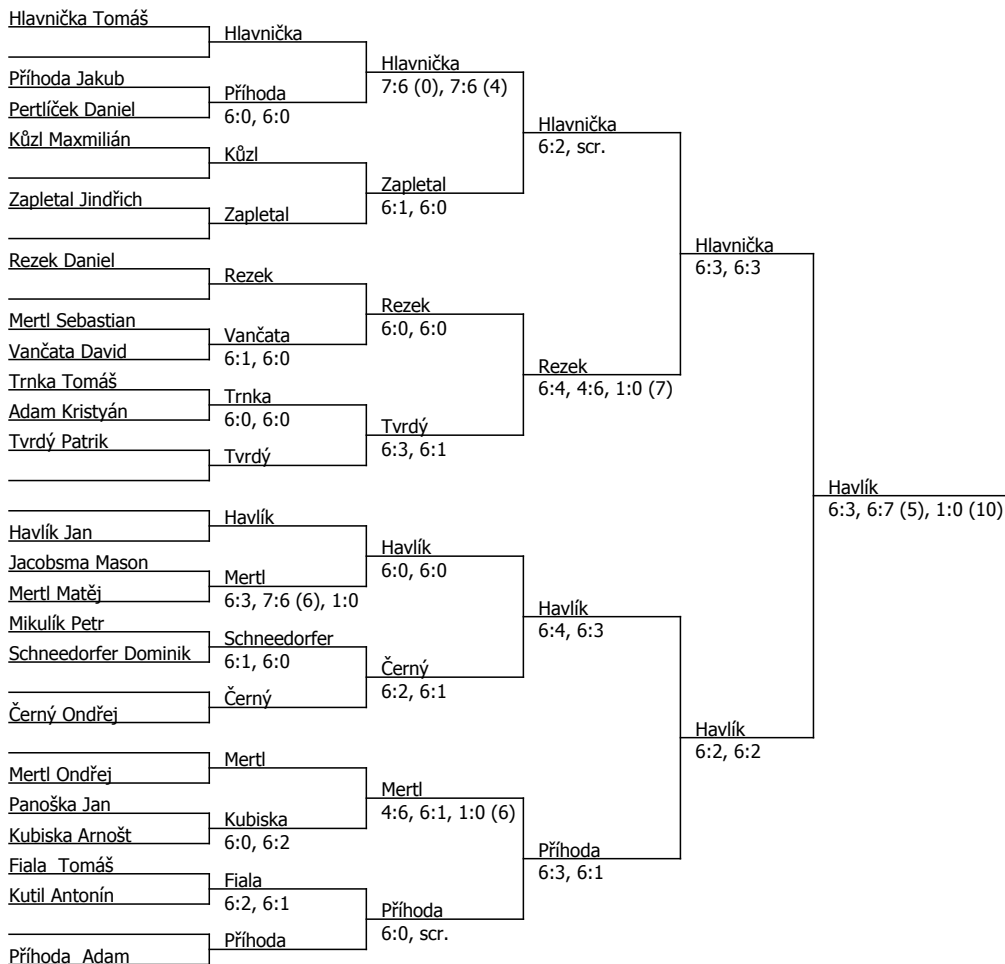 Hlavnička Tomáš
Hlavnička
Hlavnička
7:6 (0), 7:6 (4)
Příhoda Jakub
Příhoda
6:0, 6:0
Pertlíček Daniel
Hlavnička
6:2, scr.
Kůzl Maxmilián
Kůzl
Zapletal
6:1, 6:0
Zapletal Jindřich
Zapletal
Hlavnička
6:3, 6:3
Rezek Daniel
Rezek
Rezek
6:0, 6:0
Mertl Sebastian
Vančata
6:1, 6:0
Vančata David
Rezek
6:4, 4:6, 1:0 (7)
Trnka Tomáš
Trnka
6:0, 6:0
Adam Kristyán
Tvrdý
6:3, 6:1
Tvrdý Patrik
Tvrdý
Havlík
6:3, 6:7 (5), 1:0 (10)
Havlík
Havlík Jan
Havlík
6:0, 6:0
Jacobsma Mason
Mertl
6:3, 7:6 (6), 1:0
Mertl Matěj
Havlík
6:4, 6:3
Mikulík Petr
Schneedorfer
6:1, 6:0
Schneedorfer Dominik
Černý
6:2, 6:1
Černý
Černý Ondřej
Havlík
6:2, 6:2
Mertl
Mertl Ondřej
Mertl
4:6, 6:1, 1:0 (6)
Panoška Jan
Kubiska
6:0, 6:2
Kubiska Arnošt
Příhoda
6:3, 6:1
Fiala  Tomáš
Fiala
6:2, 6:1
Kutil Antonín
Příhoda
6:0, scr.
Příhoda
Příhoda  Adam